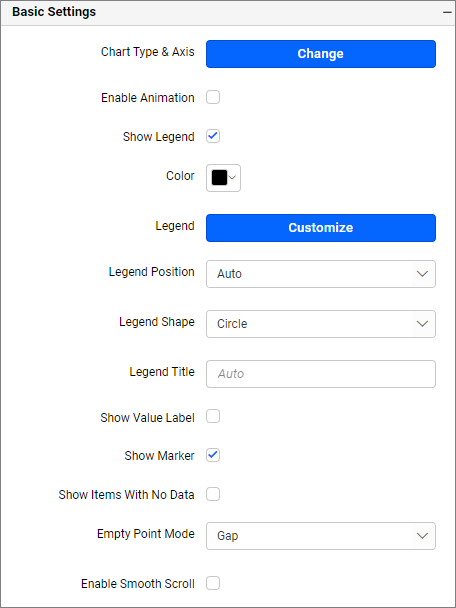 Basic Settings
Chart Type & Axis Change
Enable Animation
Show Legend
Color
Legend Customize
Legend Position Auto
Legend Shape Circle
Legend Title Auto
Show Value Label
Show Marker
Show Items With No Data
Empty Point Mode Gap
Enable Smooth Scroll